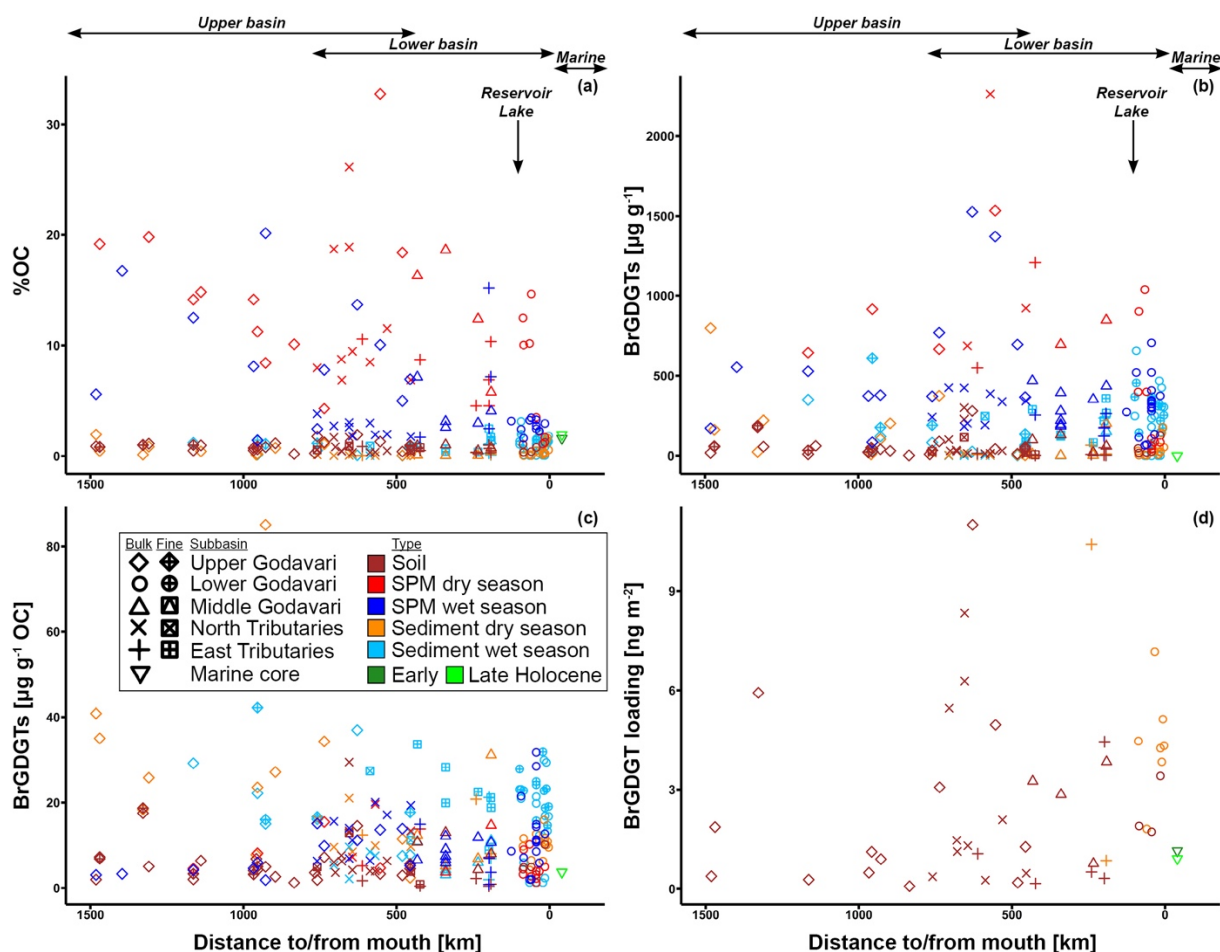 Upper basin
Lower basin
Marine
(a)
Reservoir
Lake
%OC
30
20
10
0
1500 1000 500 0
Upper basin
Lower basin
Marine
(b)
Reservoir
Lake
BrGDGTs [µg g⁻¹]
2000
1500
1000
500
0
1500 1000 500 0
(c)
BrGDGTs [µg g⁻¹ OC]
80
60
40
20
0
Bulk Fine Subbasin Type
Upper Godavari Soil
Lower Godavari SPM dry season
Middle Godavari SPM wet season
North Tributaries Sediment dry season
East Tributaries Sediment wet season
Marine core Early Late Holocene
1500 1000 500 0
Distance to/from mouth [km]
(d)
BrGDGT loading [ng m⁻²]
9
6
3
0
1500 1000 500 0
Distance to/from mouth [km]